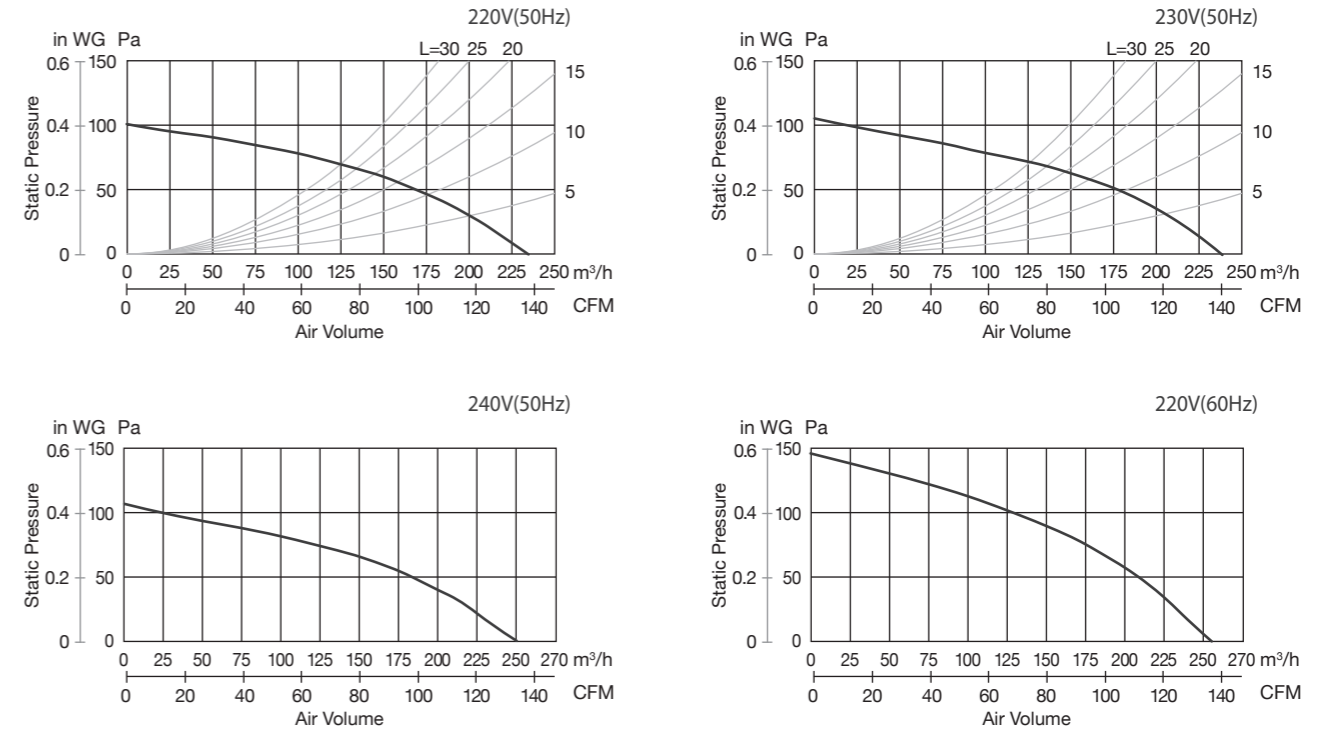 220V(50Hz)
in WG Pa
L=30 25 20
0.6 150
15
0.4 100
10
0.2 50
5
0 0
Static Pressure
0 25 50 75 100 125 150 175 200 225 250 m³/h
0 20 40 60 80 100 120 140 CFM
Air Volume
230V(50Hz)
in WG Pa
L=30 25 20
0.6 150
15
0.4 100
10
0.2 50
5
0 0
Static Pressure
0 25 50 75 100 125 150 175 200 225 250 m³/h
0 20 40 60 80 100 120 140 CFM
Air Volume
240V(50Hz)
in WG Pa
0.6 150
0.4 100
0.2 50
0 0
Static Pressure
0 25 50 75 100 125 150 175 200 225 250 270 m³/h
0 20 40 60 80 100 120 140 CFM
Air Volume
220V(60Hz)
in WG Pa
0.6 150
0.4 100
0.2 50
0 0
Static Pressure
0 25 50 75 100 125 150 175 200 225 250 270 m³/h
0 20 40 60 80 100 120 140 CFM
Air Volume